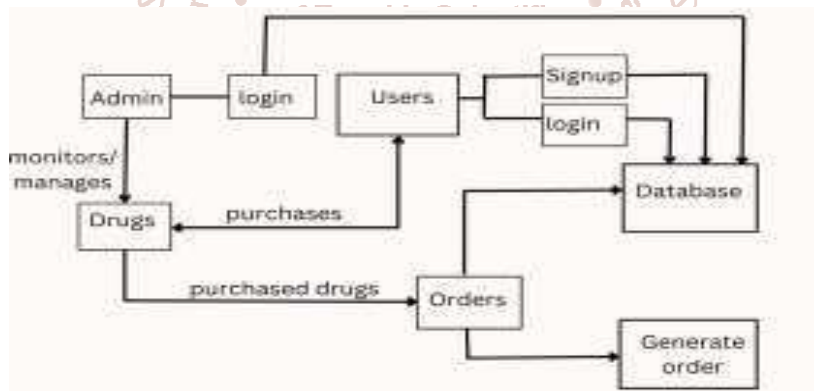 Signup
Admin
login
Users
login
monitors/
manages
Database
Drugs
purchases
purchased drugs
Orders
Generate
order